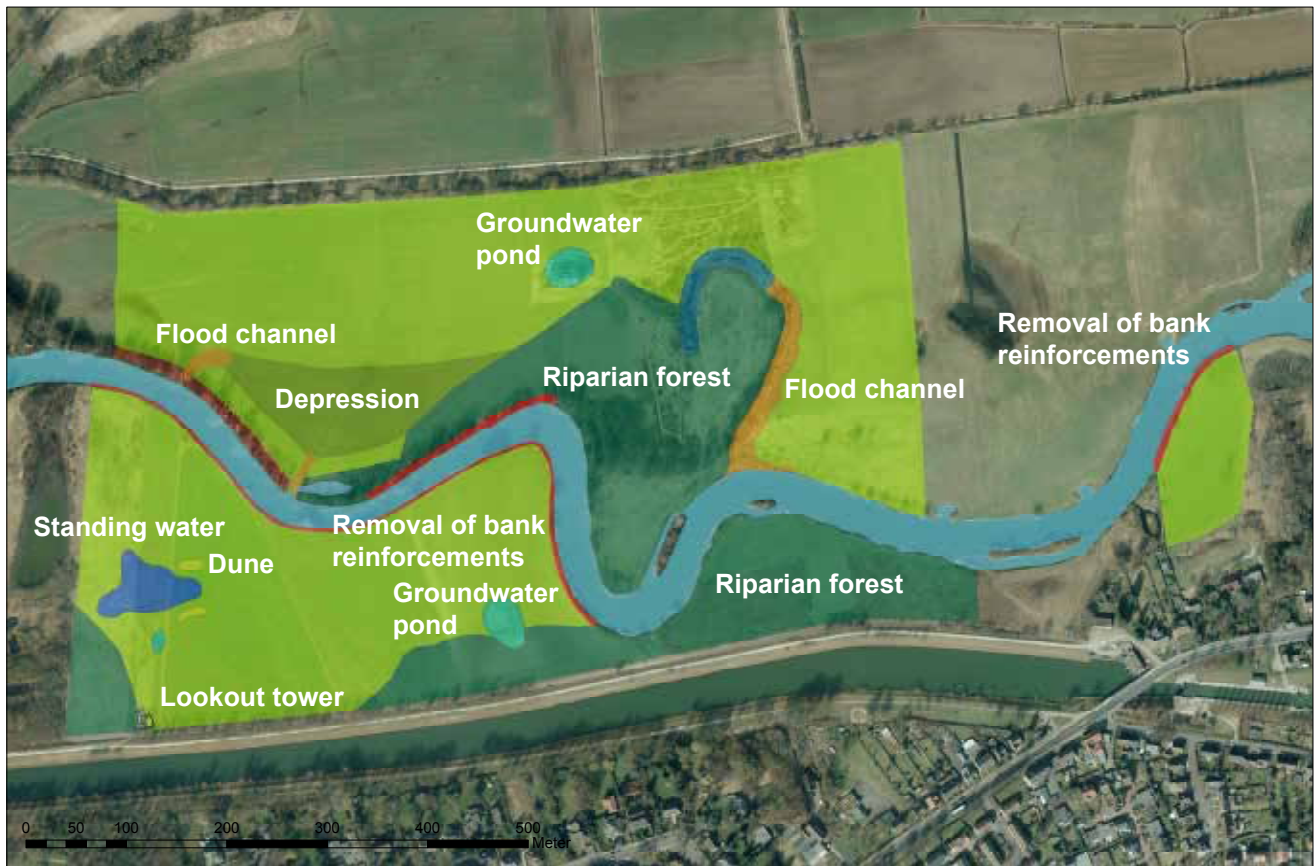 Groundwater
pond
Flood channel
Removal of bank
reinforcements
Riparian forest
Flood channel
Depression
Standing water
Removal of bank
reinforcements
Dune
Groundwater
pond
Riparian forest
Lookout tower
0 50 100 200 300 400 500
Meter